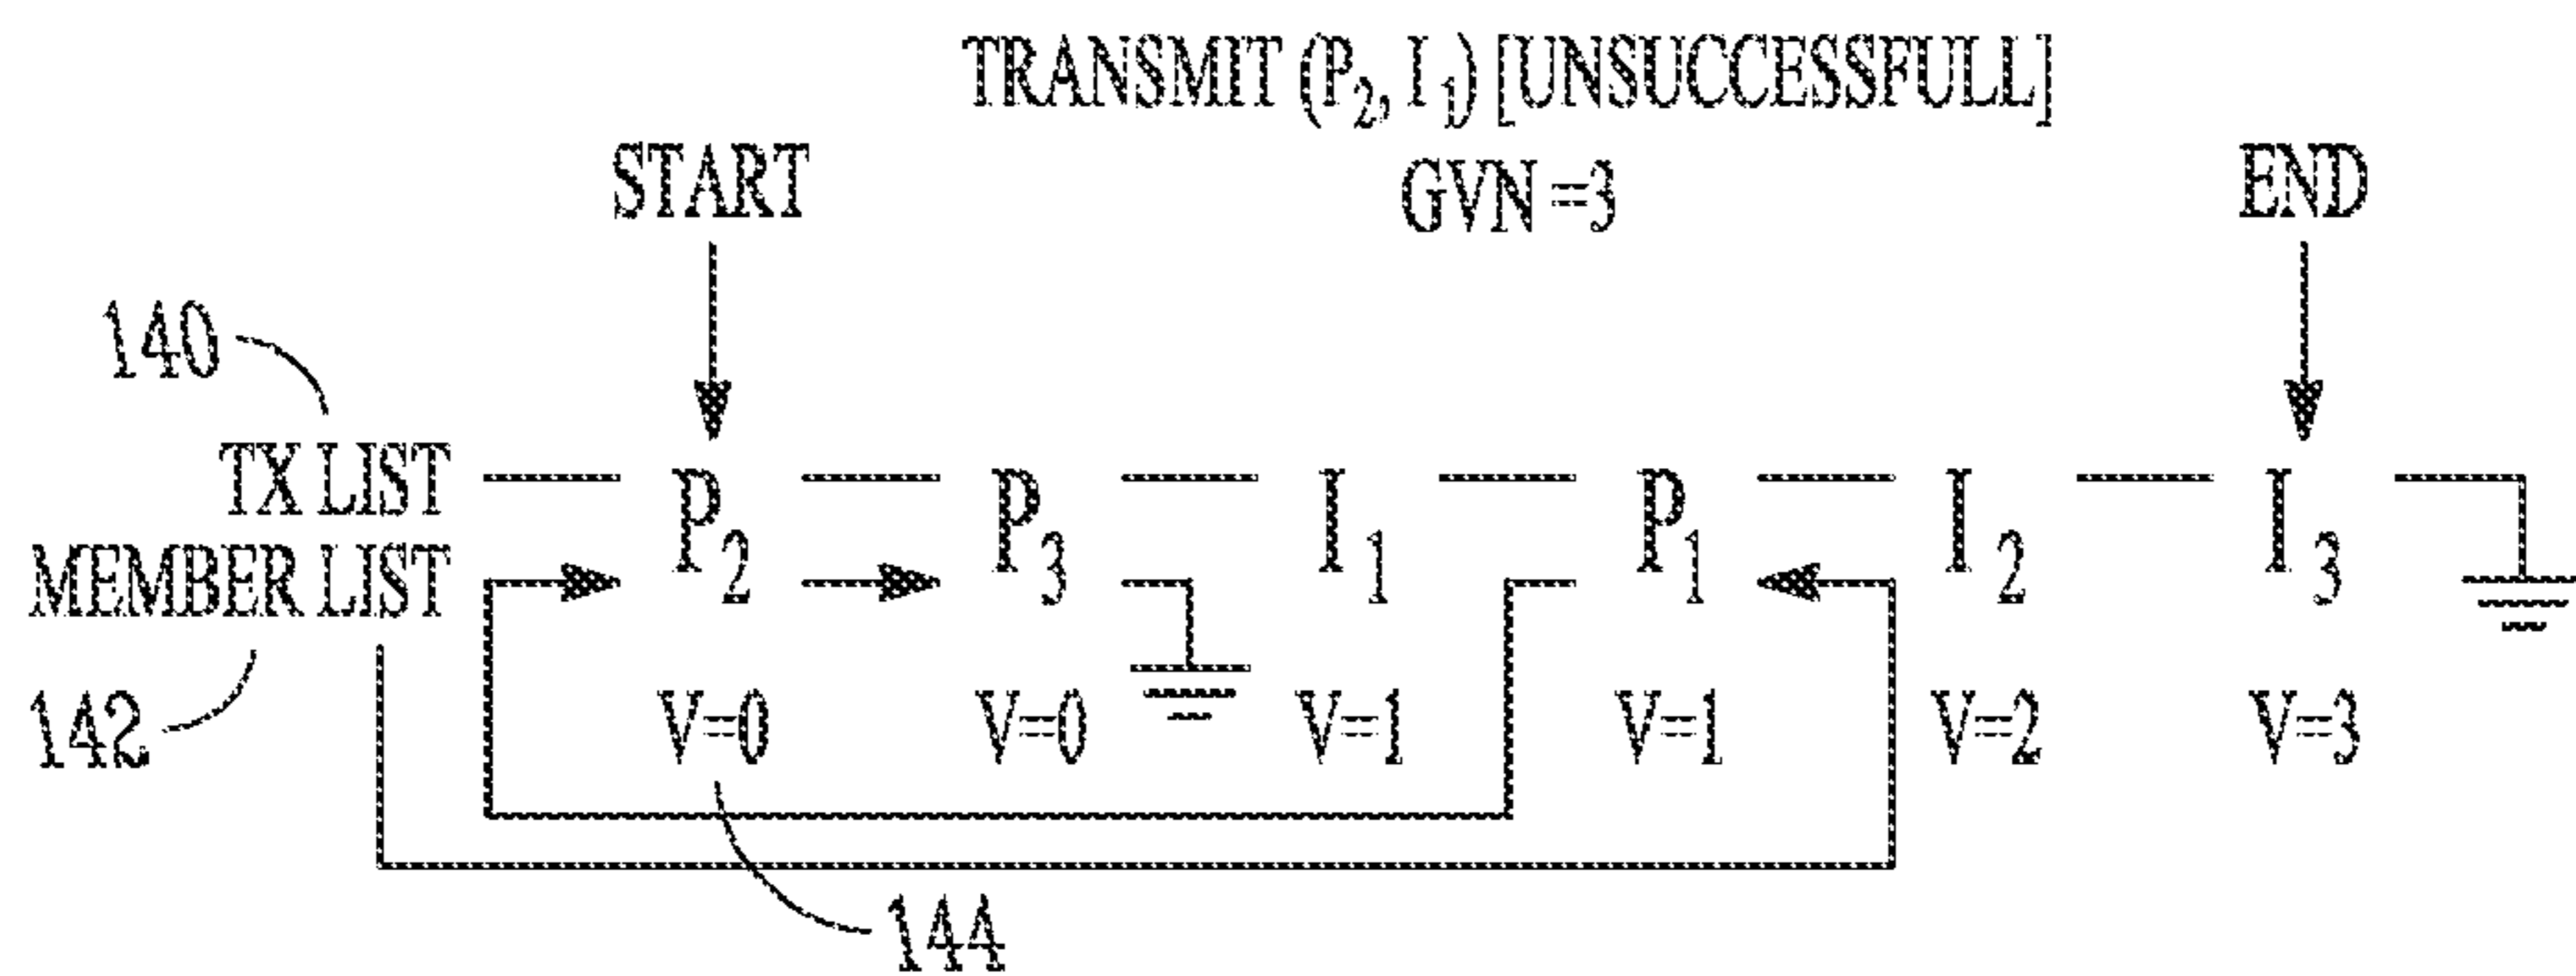 TRANSMIT (P2, I1) [UNSUCCESSFULL]
START GVN =3 END
140
TX LIST P2 P3 I1 P1 I2 I3
MEMBER LIST
142 V=0 V=0 V=1 V=1 V=2 V=3
144